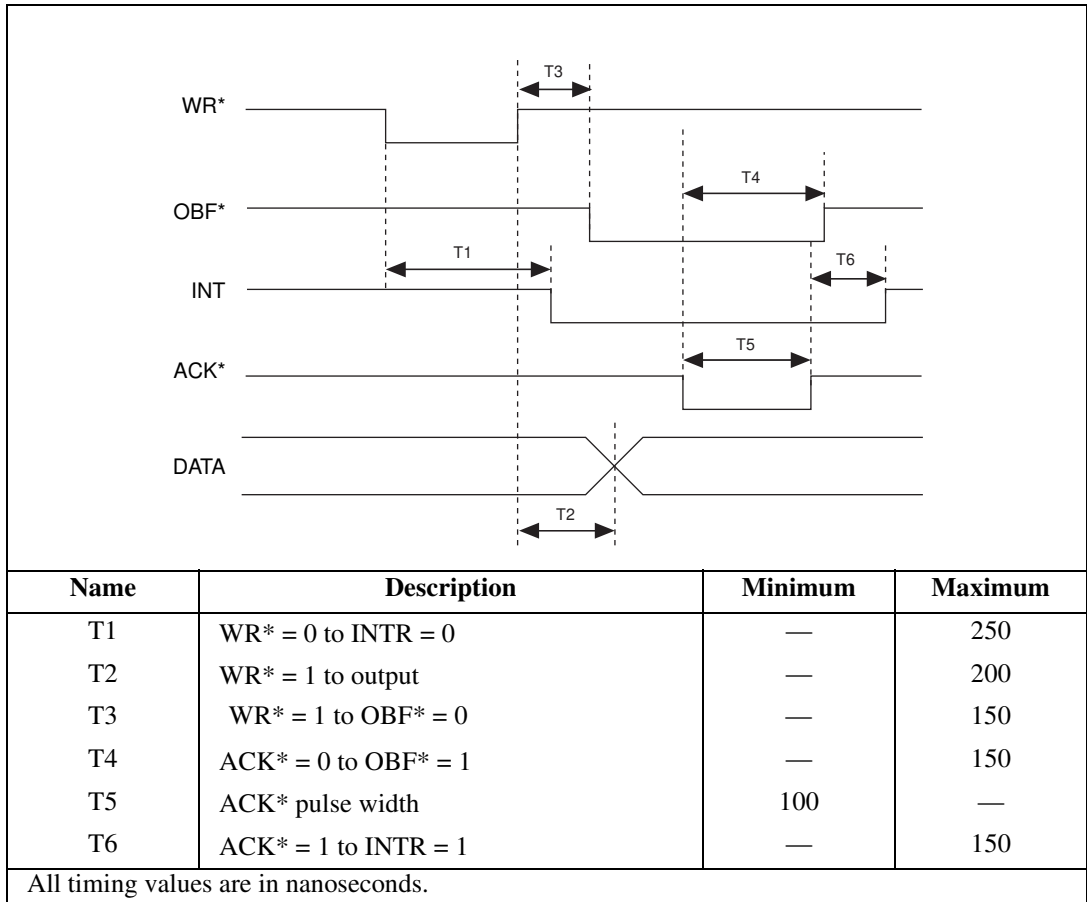 T3
WR*
T4
OBF*
T1
T6
INT
T5
ACK*
DATA
T2
Name Description Minimum Maximum
T1 WR* = 0 to INTR = 0 — 250
T2 WR* = 1 to output — 200
T3 WR* = 1 to OBF* = 0 — 150
T4 ACK* = 0 to OBF* = 1 — 150
T5 ACK* pulse width 100 —
T6 ACK* = 1 to INTR = 1 — 150
All timing values are in nanoseconds.